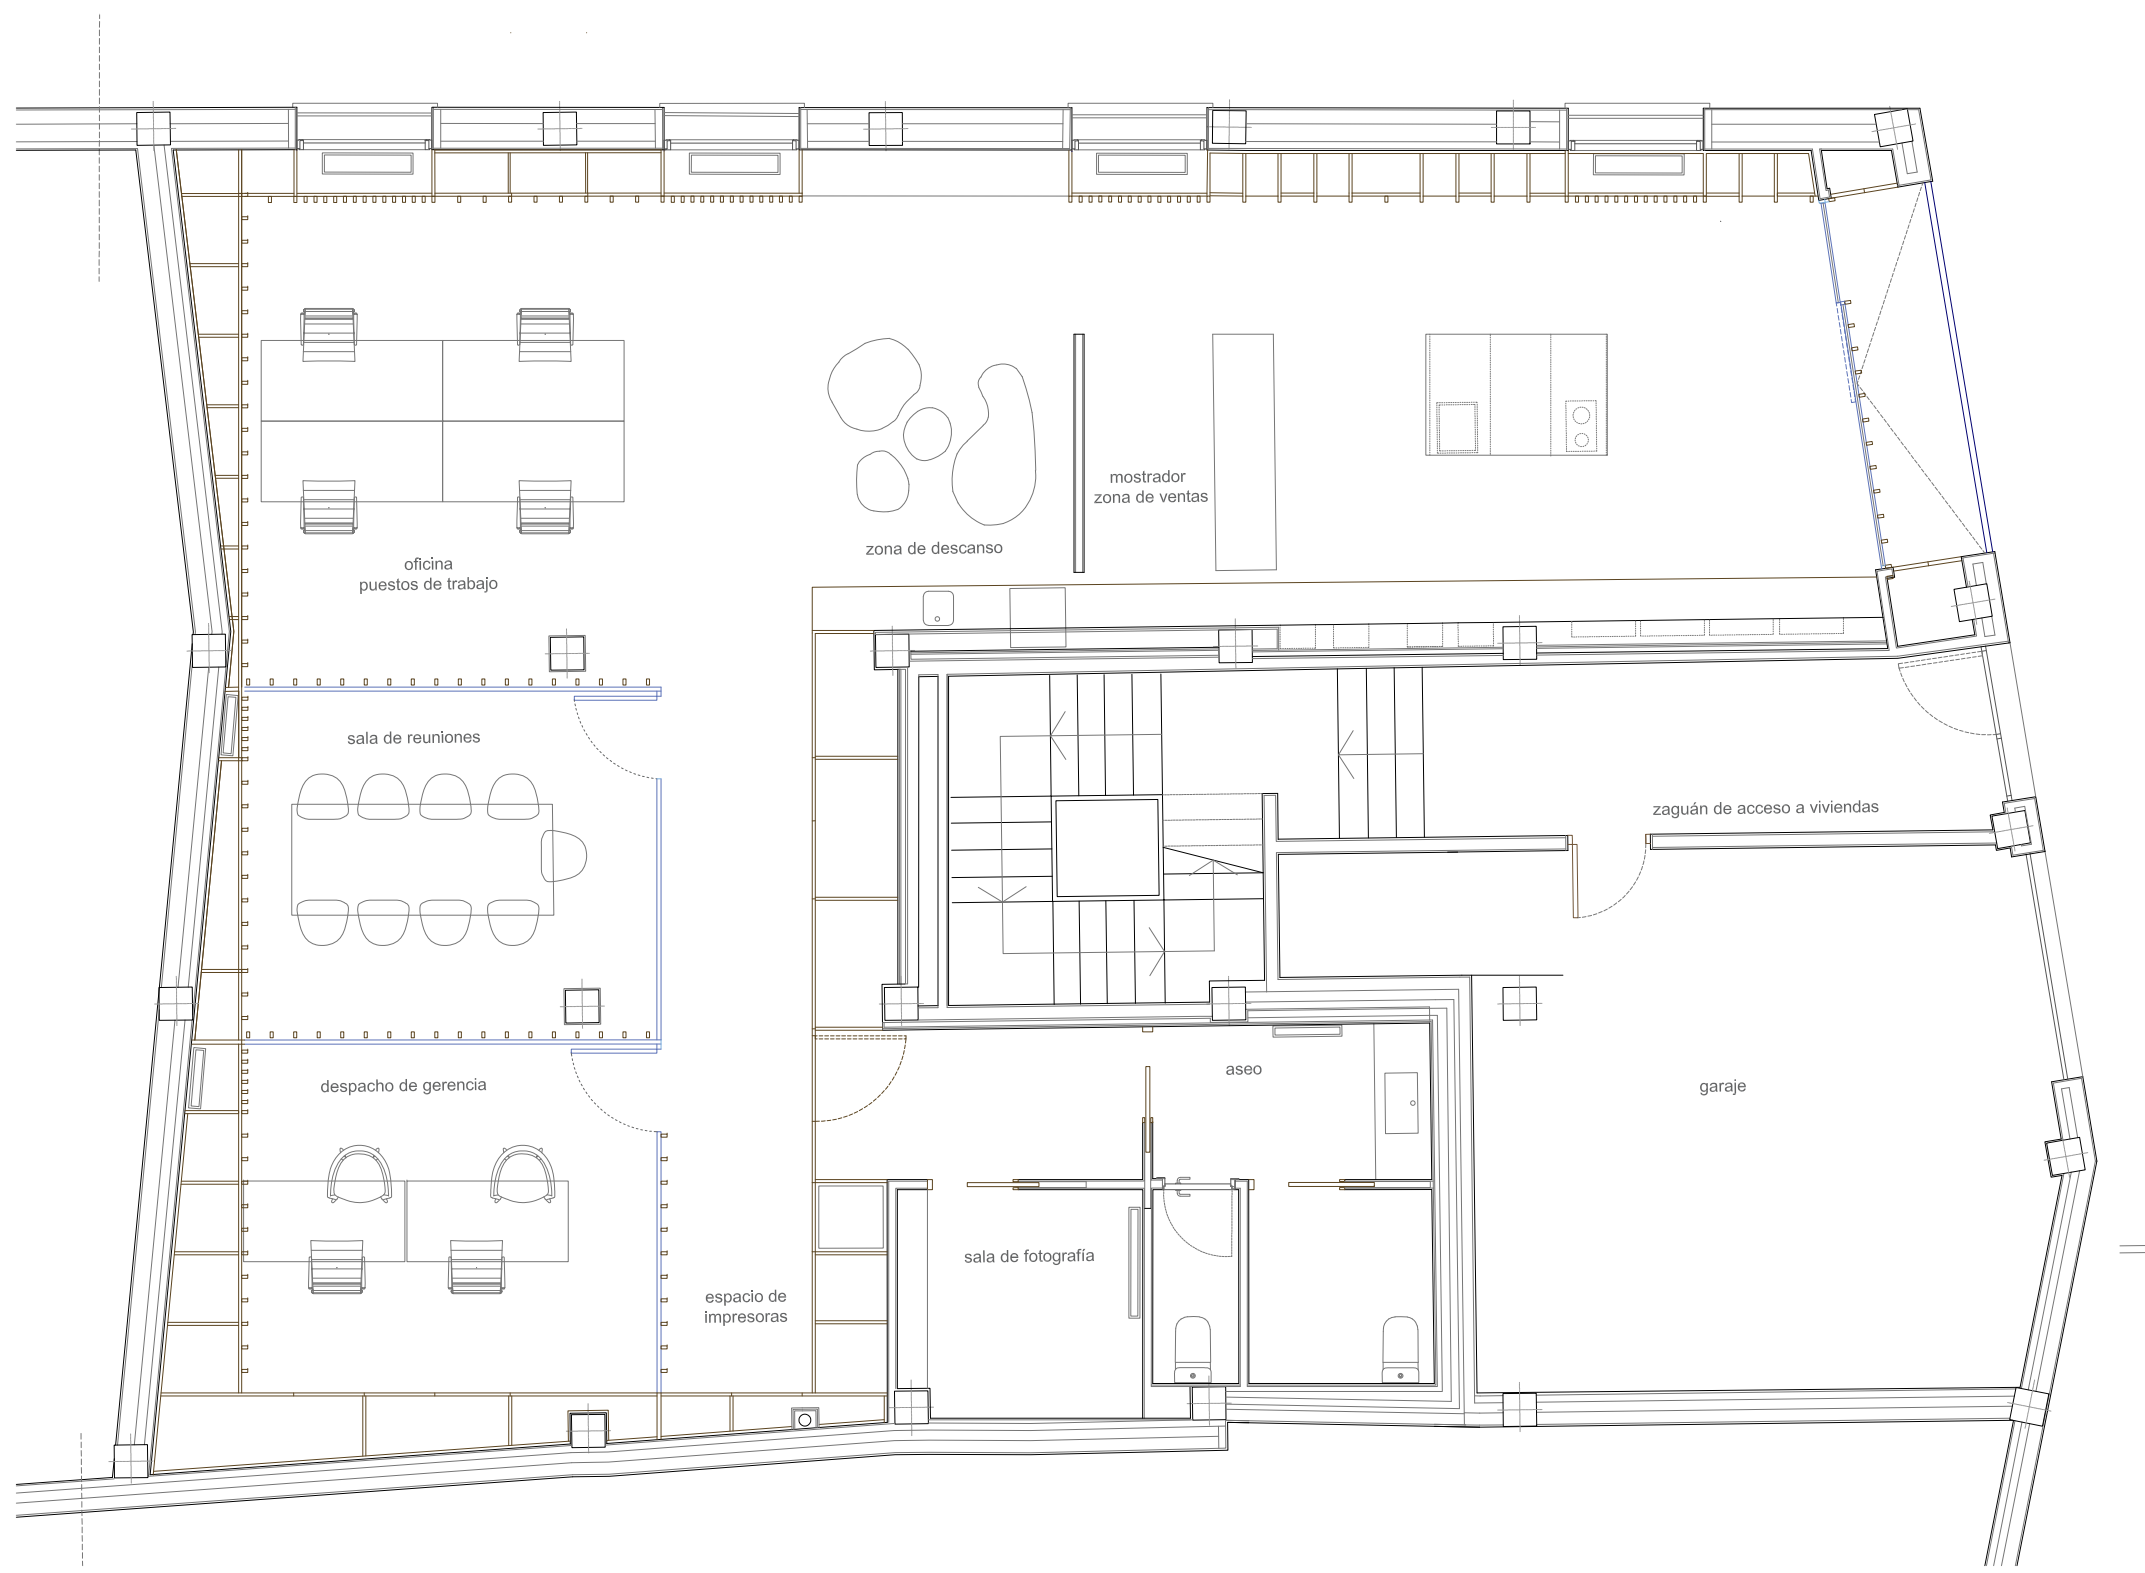 mostrador
zona de ventas
zona de descanso
oficina
puestos de trabajo
sala de reuniones
zaguán de acceso a viviendas
aseo
despacho de gerencia
garaje
sala de fotografía
espacio de
impresoras